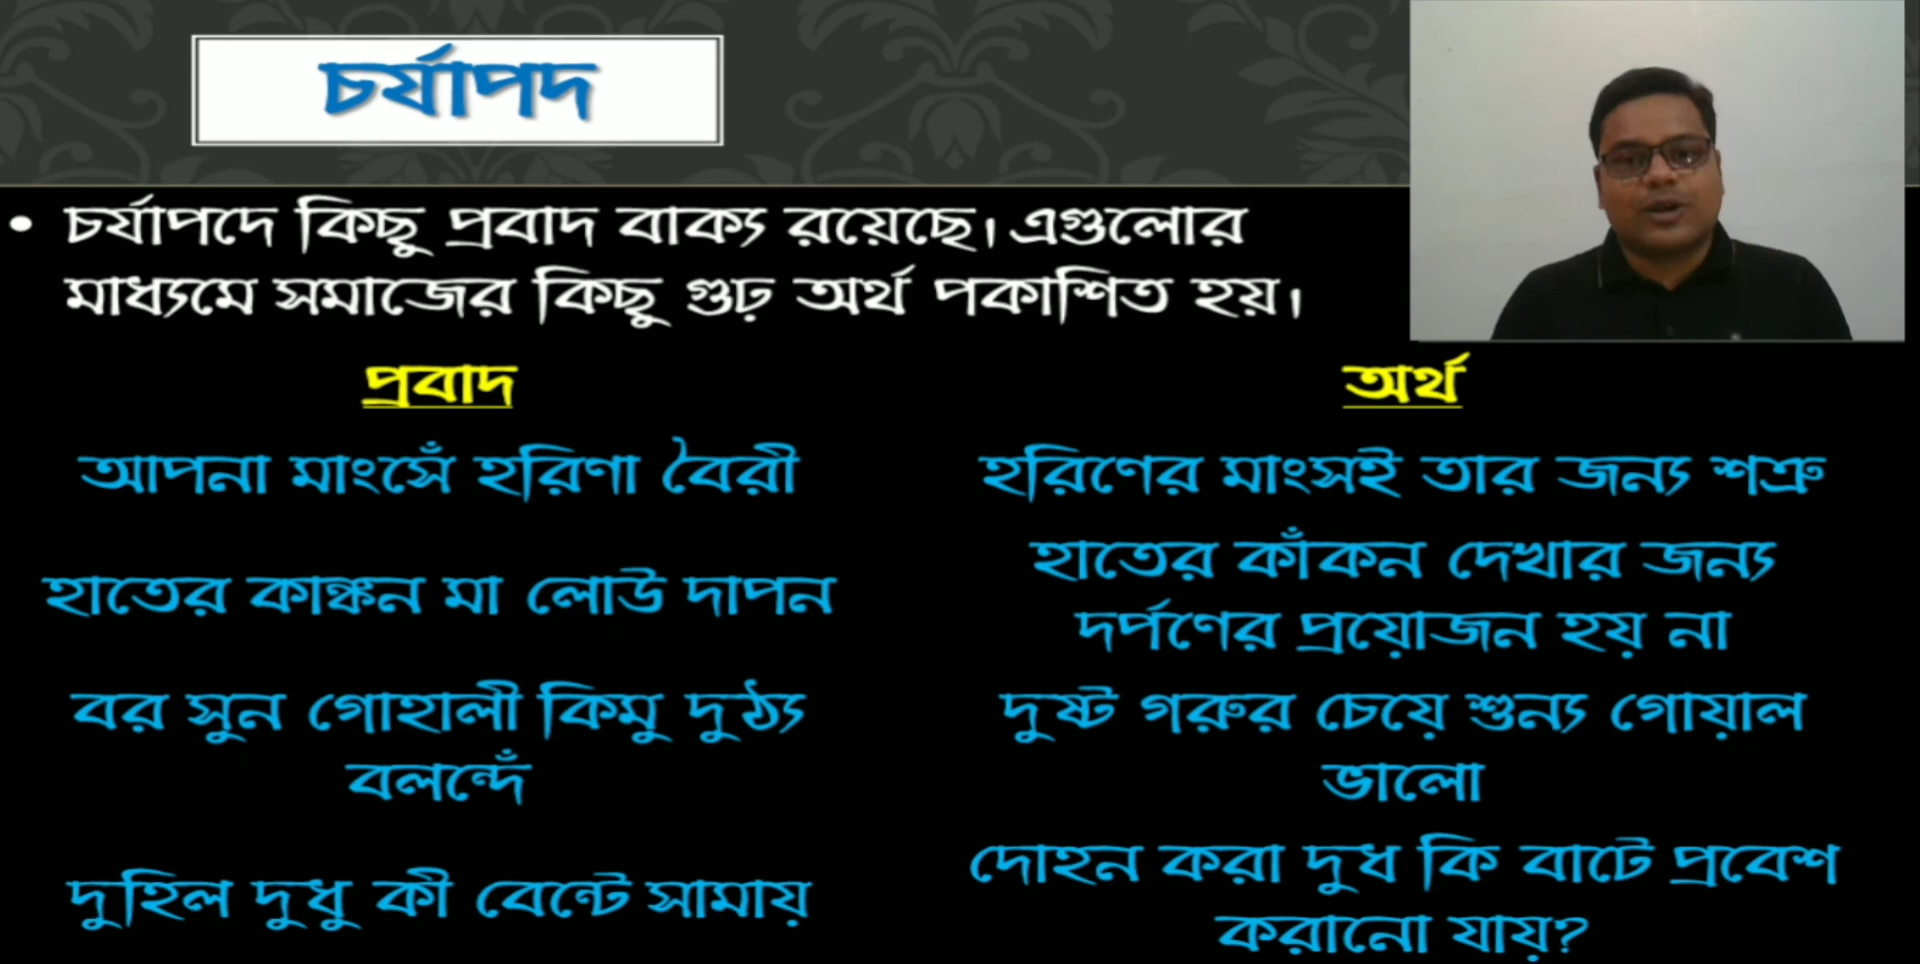 চর্যাপদ
• চর্যাপদে কিছু প্রবাদ বাক্য রয়েছে। এগুলোর
মাধ্যমে সমাজের কিছু গুঢ় অর্থ পকাশিত হয়।
প্রবাদ
অর্থ
আপনা মাংসেঁ হরিণা বৈরী
হরিণের মাংসই তার জন্য শত্রু
হাতের কাঙ্কন মা লোউ দাপন
হাতের কাঁকন দেখার জন্য
দর্পণের প্রয়োজন হয় না
বর সুন গোহালী কিমু দুঠ্য
বলন্দেঁ
দুষ্ট গরুর চেয়ে শুন্য গোয়াল
ভালো
দুহিল দুধু কী বেন্টে সামায়
দোহন করা দুধ কি বাটে প্রবেশ
করানো যায়?